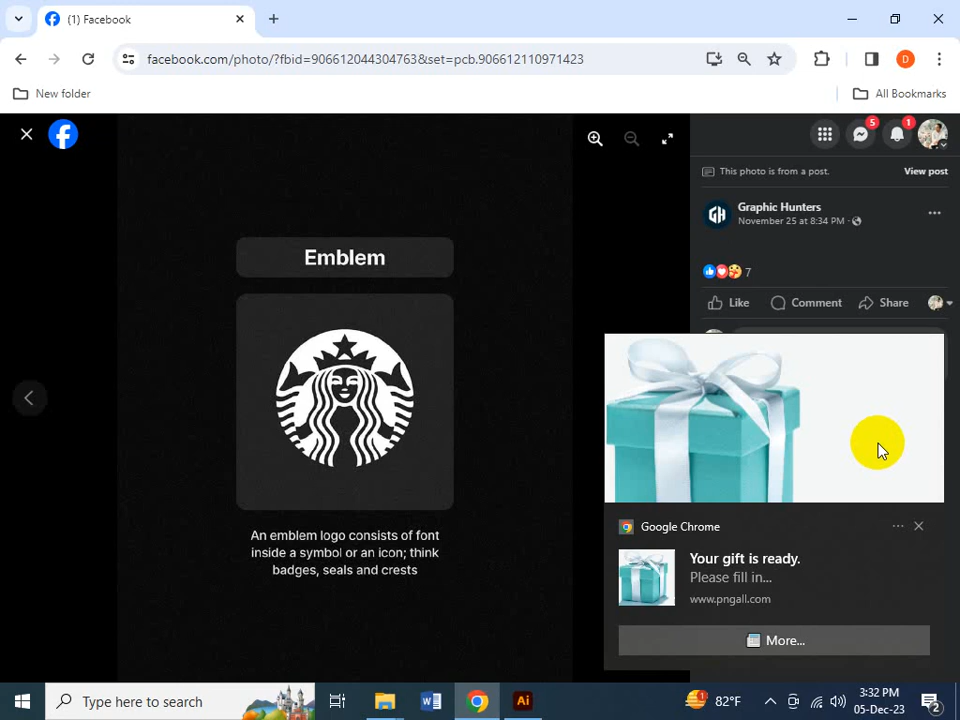 (1) Facebook
facebook.com/photo/?fbid=906612044304763&set=pcb.906612110971423
D
New folder
All Bookmarks
5
1
This photo is from a post.
View post
GH
Graphic Hunters
November 25 at 8:34 PM ·
7
Like
Comment
Share
Emblem
An emblem logo consists of font
inside a symbol or an icon; think
badges, seals and crests
Google Chrome
Your gift is ready.
Please fill in...
www.pngall.com
More...
Type here to search
W
Ai
1
82°F
3:32 PM
05-Dec-23
2